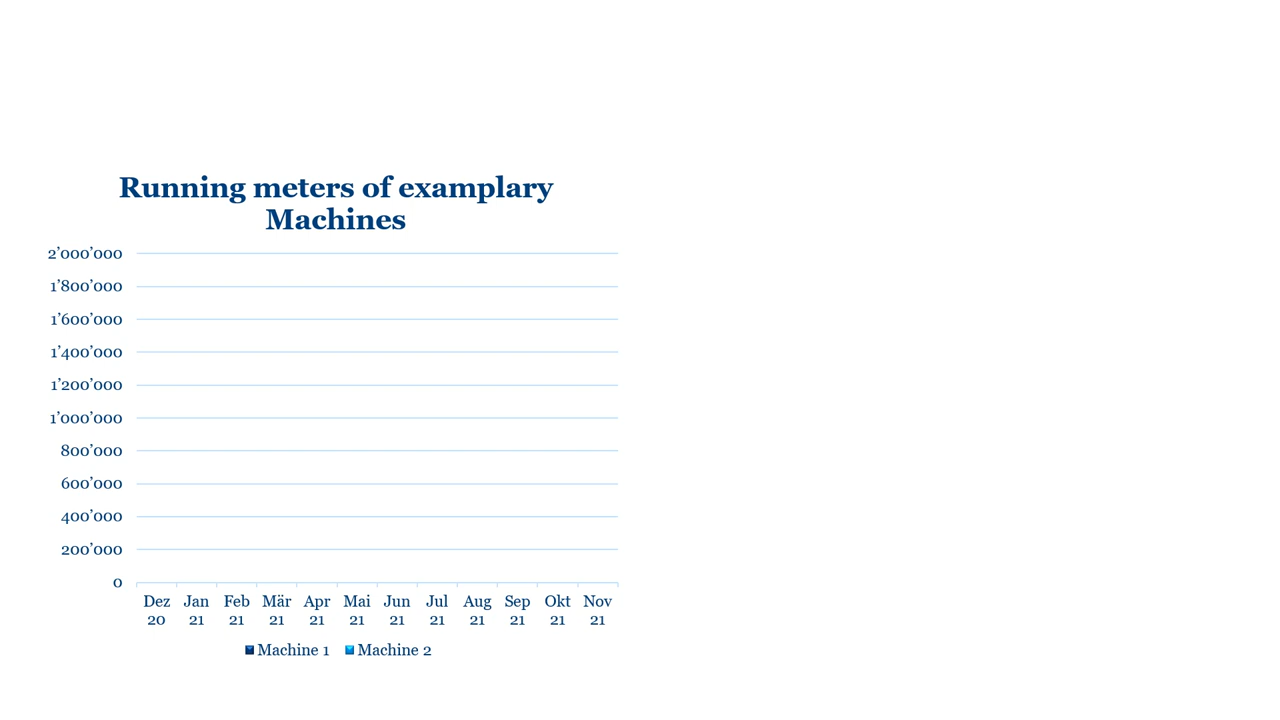 Running meters of examplary
Machines
2’000’000
1’800’000
1’600’000
1’400’000
1’200’000
1’000’000
800’000
600’000
400’000
200’000
0
Dez Jan Feb Mär Apr Mai Jun Jul Aug Sep Okt Nov
20 21 21 21 21 21 21 21 21 21 21 21
Machine 1 Machine 2